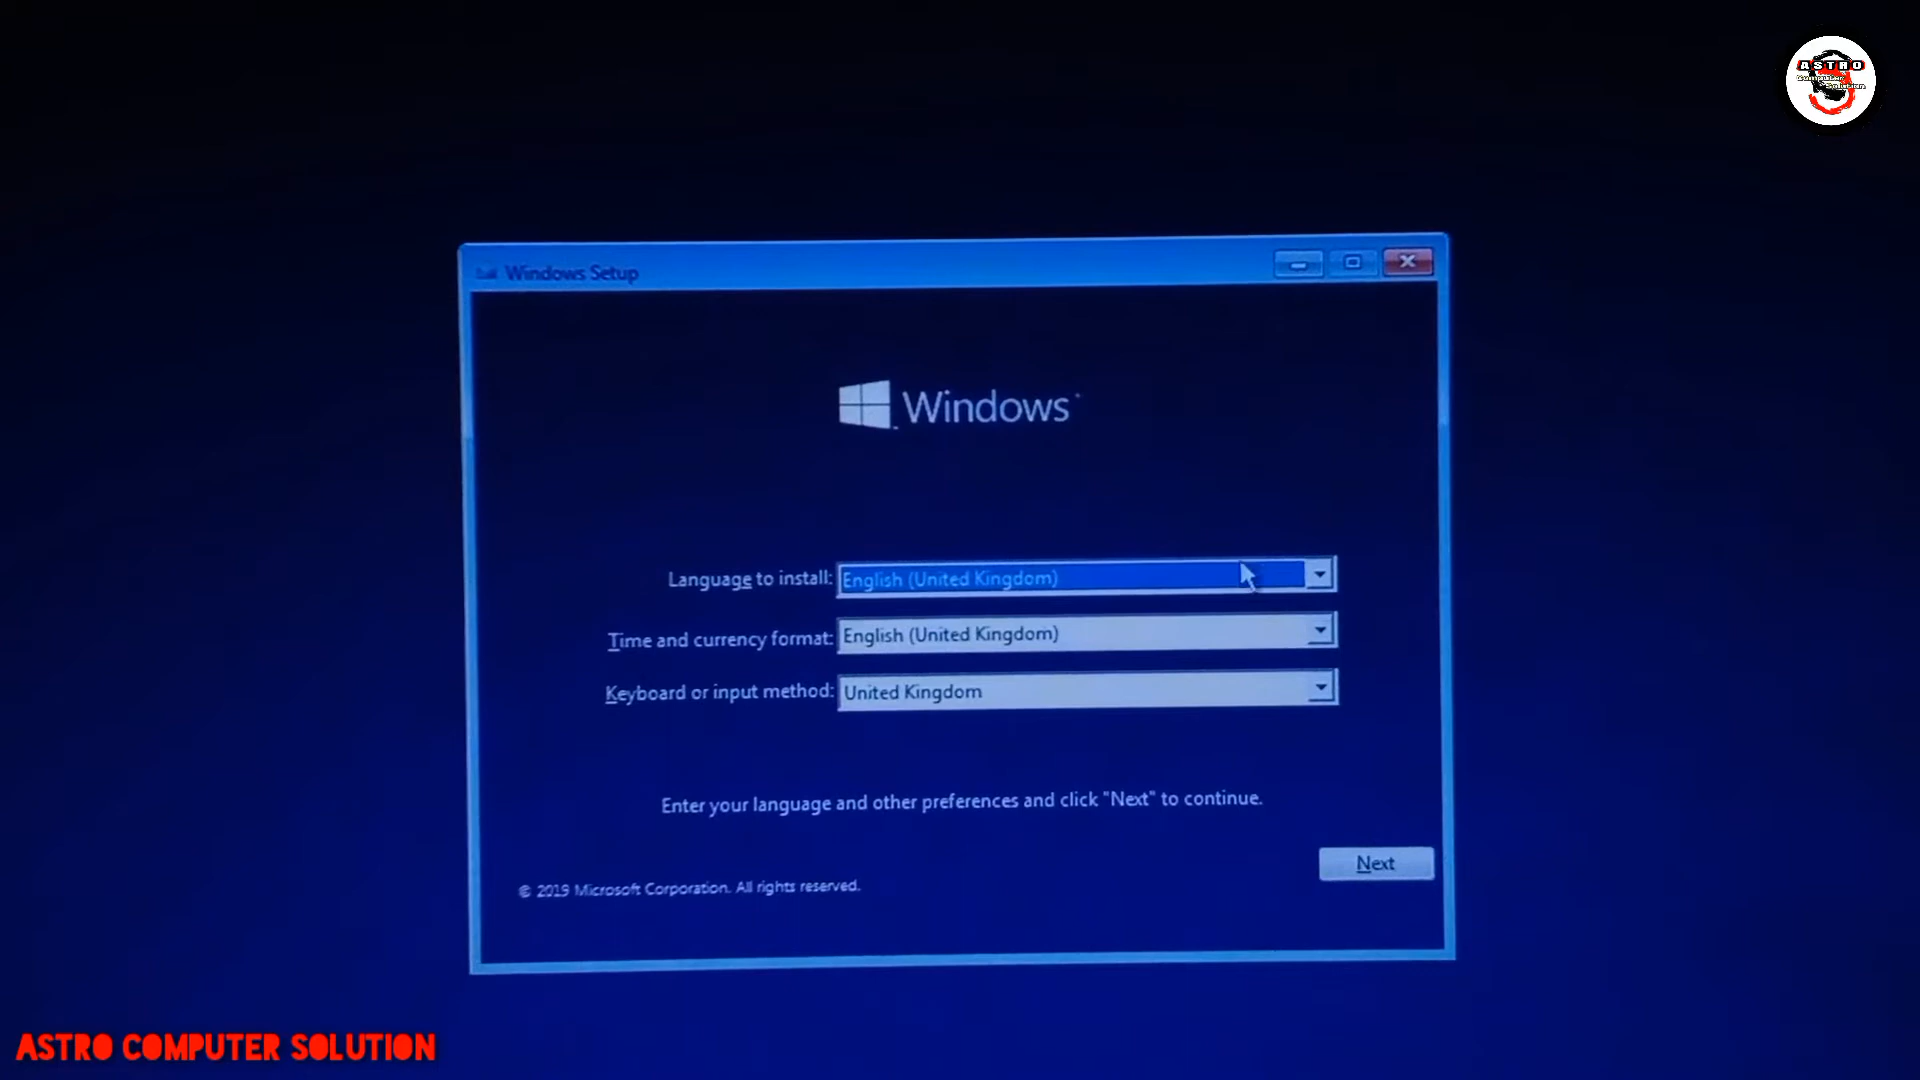 ASTRO
Windows Setup
Windows
Language to install: English (United Kingdom)
Time and currency format: English (United Kingdom)
Keyboard or input method: United Kingdom
Enter your language and other preferences and click "Next" to continue.
Next
© 2019 Microsoft Corporation. All rights reserved.
ASTRO COMPUTER SOLUTION